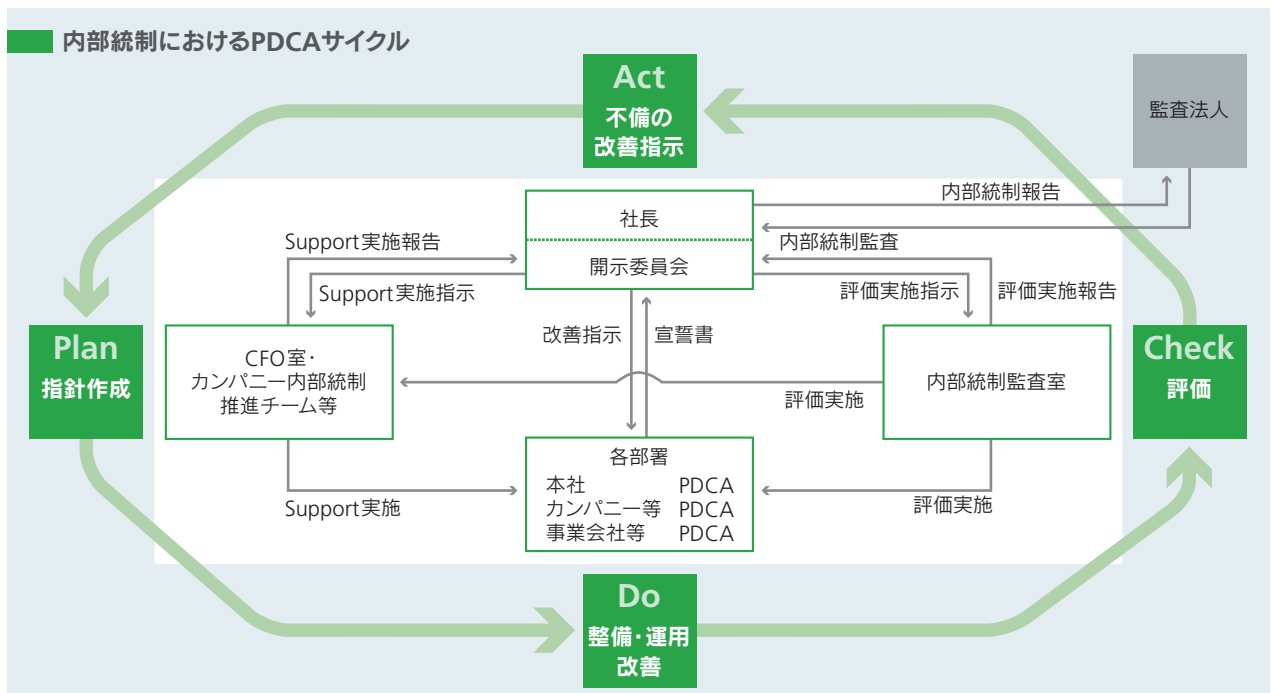 内部統制におけるPDCAサイクル
Act
不備の
改善指示
監査法人
内部統制報告
社長
内部統制監査
Support実施報告
開示委員会
Support実施指示
評価実施指示
評価実施報告
改善指示
宣誓書
Plan
指針作成
CFO室・
カンパニー内部統制
推進チーム等
内部統制監査室
Check
評価
評価実施
各部署
本社 PDCA
カンパニー等 PDCA
事業会社等 PDCA
Support実施
評価実施
Do
整備・運用
改善